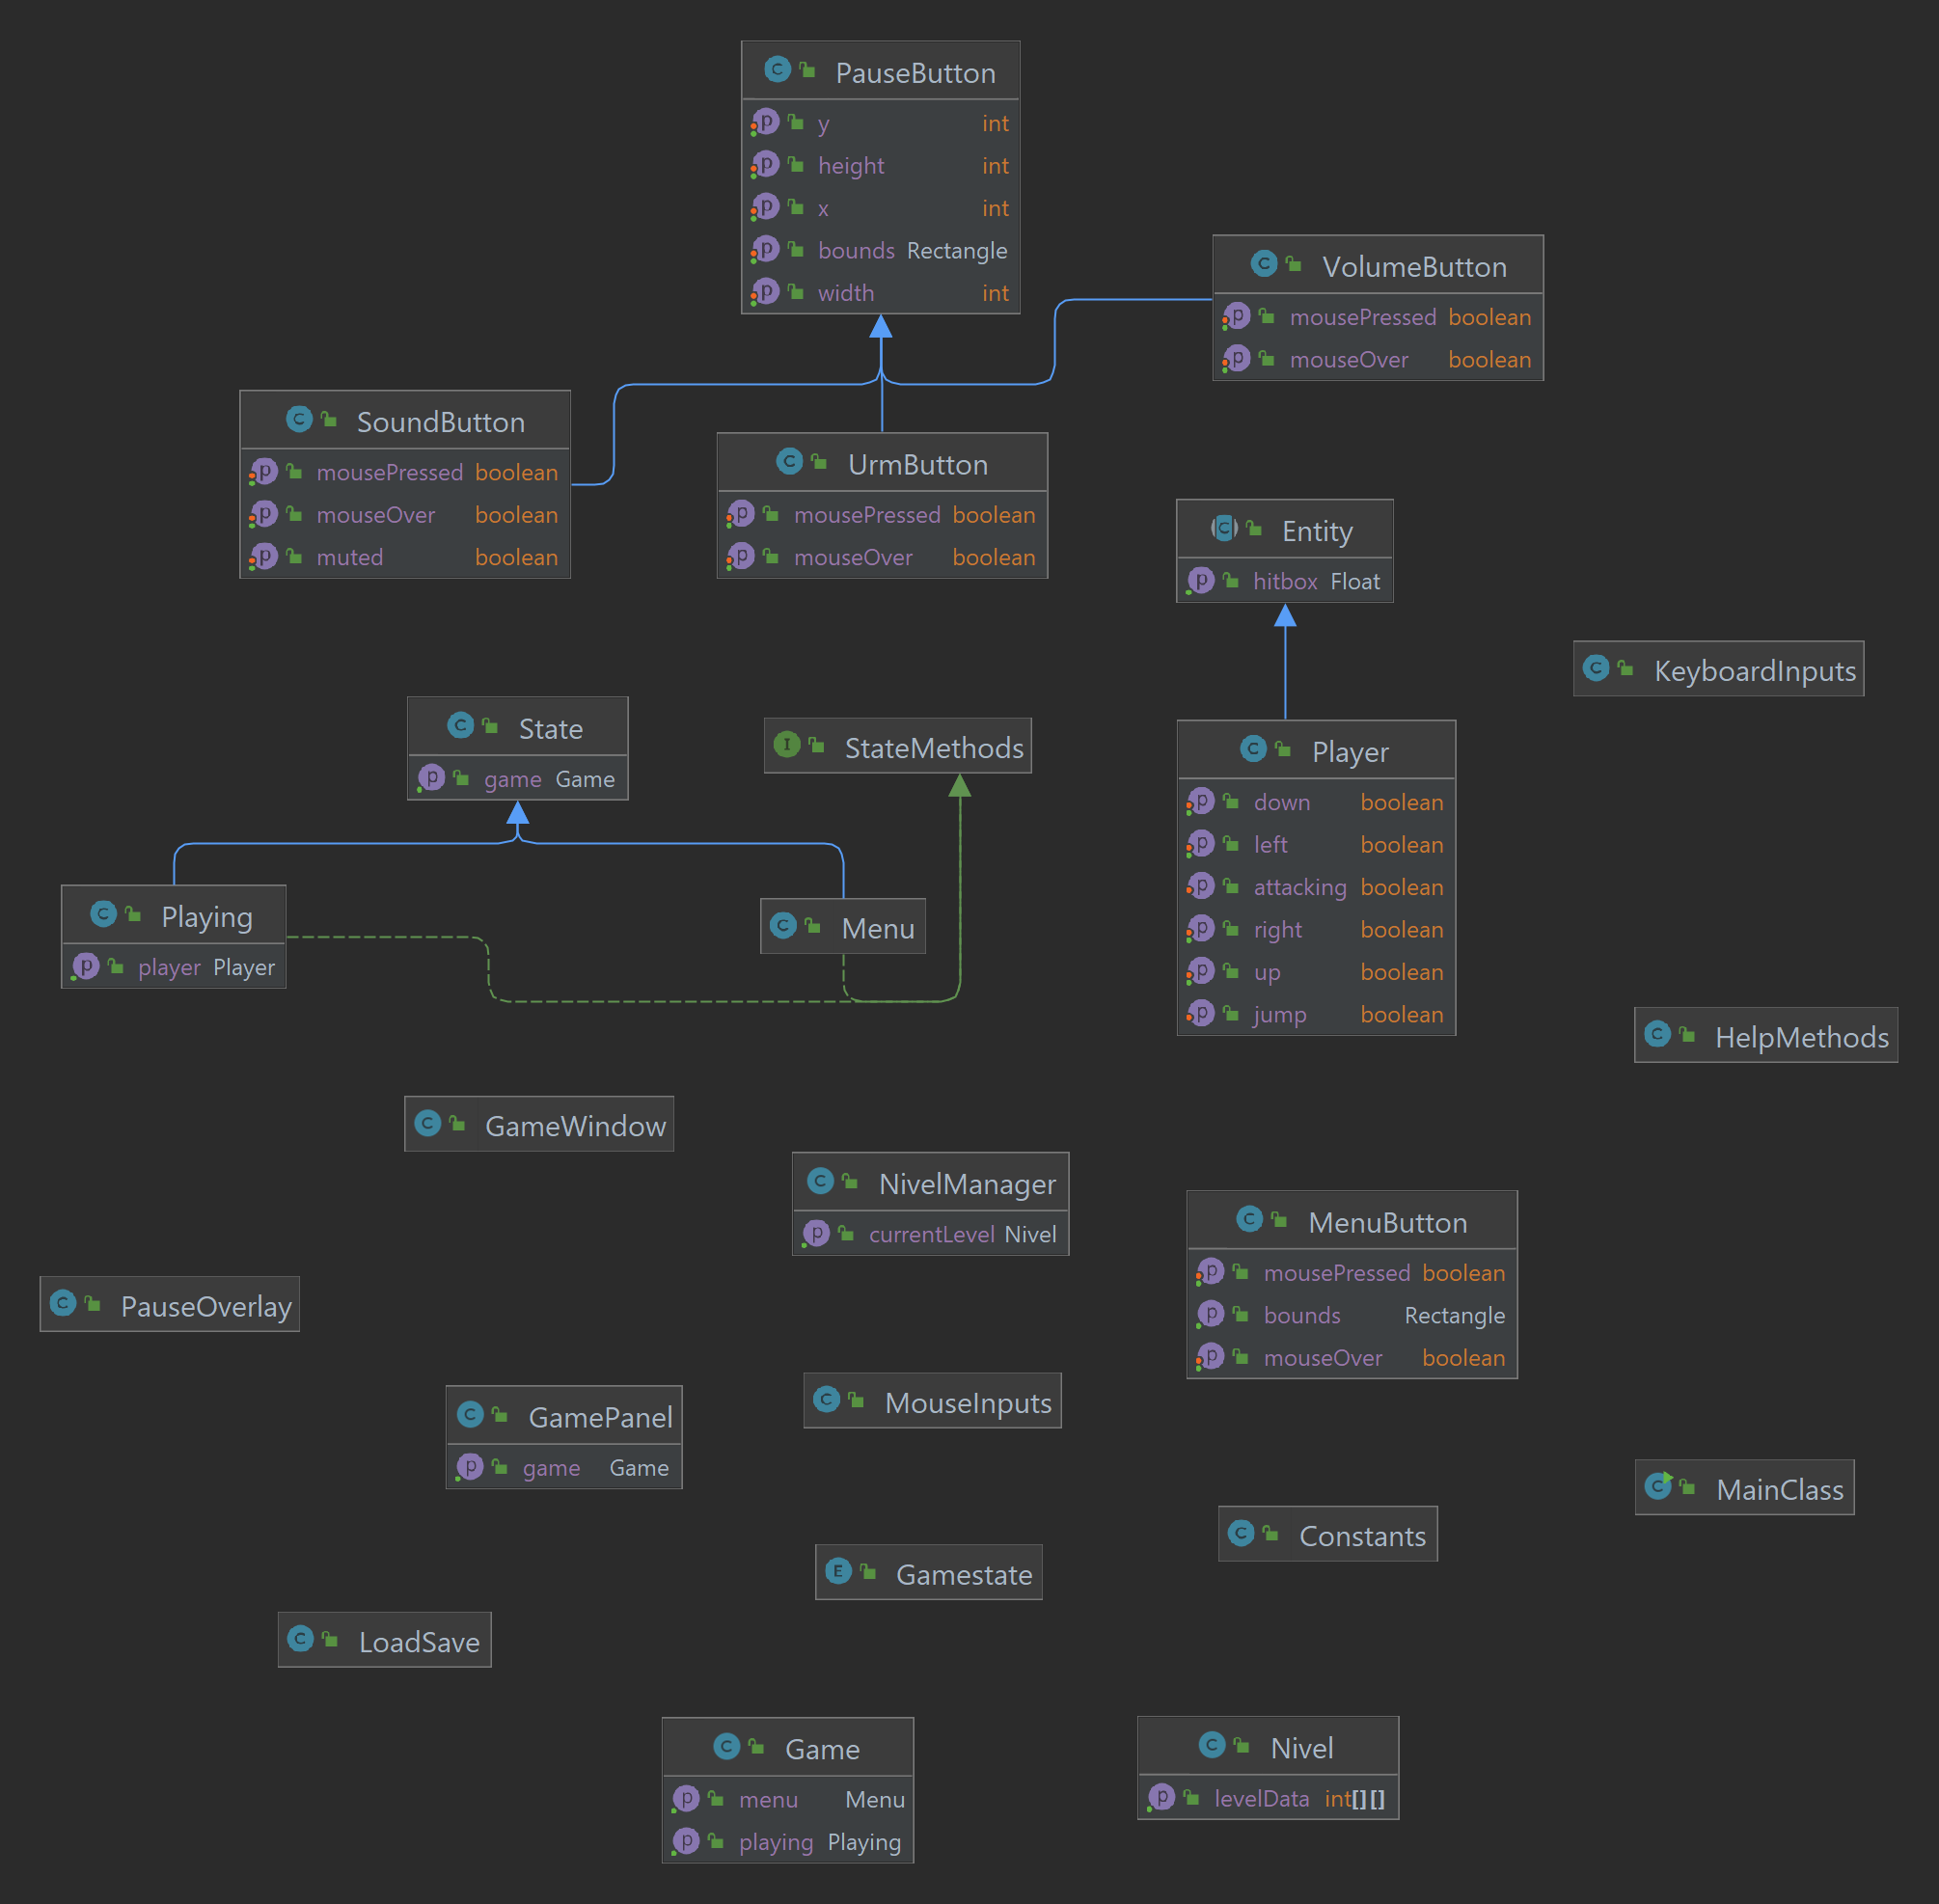 PauseButton
y int
height int
x int
bounds Rectangle
width int
VolumeButton
mousePressed boolean
mouseOver boolean
SoundButton
mousePressed boolean
mouseOver boolean
muted boolean
UrmButton
mousePressed boolean
mouseOver boolean
Entity
hitbox Float
KeyboardInputs
State
game Game
StateMethods
Player
down boolean
left boolean
attacking boolean
right boolean
up boolean
jump boolean
Playing
player Player
Menu
HelpMethods
GameWindow
NivelManager
currentLevel Nivel
MenuButton
mousePressed boolean
bounds Rectangle
mouseOver boolean
PauseOverlay
GamePanel
game Game
MouseInputs
MainClass
Constants
Gamestate
LoadSave
Game
menu Menu
playing Playing
Nivel
levelData int[][]